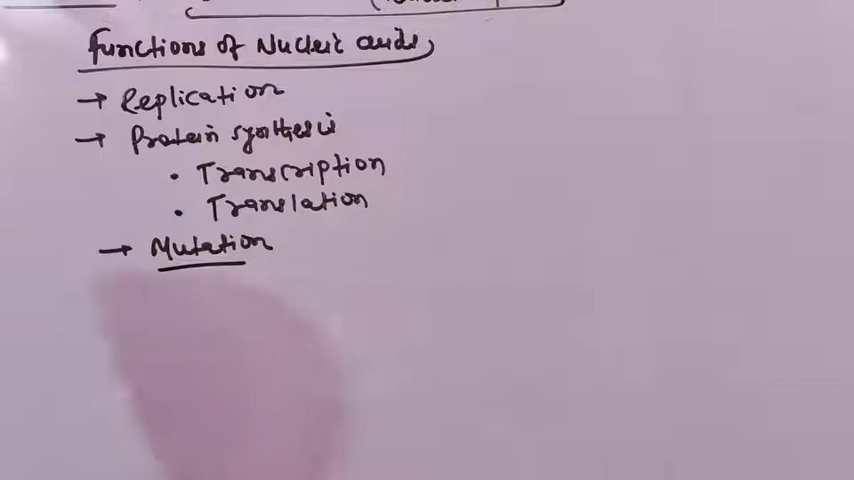 Functions of Nucleic acids
→ Replication
→ Protein synthesis
• Transcription
• Translation
→ Mutation